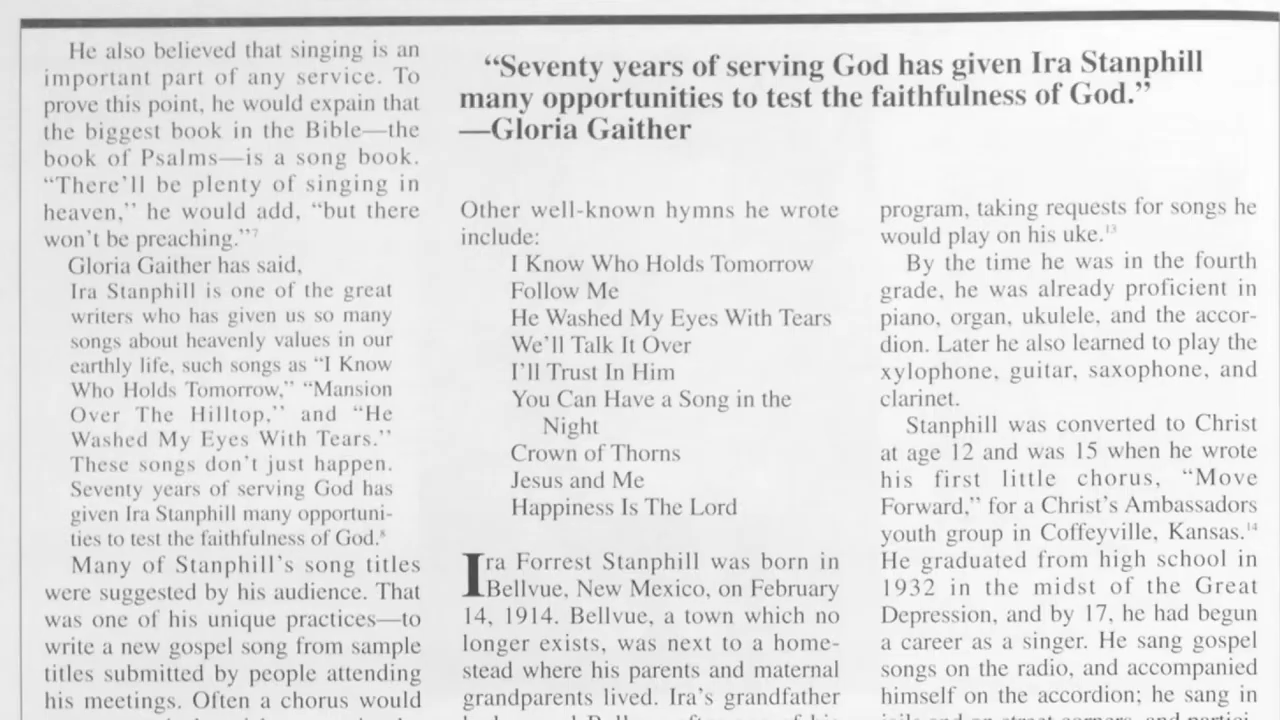 He also believed that singing is an
important part of any service. To
prove this point, he would expain that
the biggest book in the Bible—the
book of Psalms—is a song book.
“There’ll be plenty of singing in
heaven,” he would add, “but there
won’t be preaching.”7
Gloria Gaither has said,
Ira Stanphill is one of the great
writers who has given us so many
songs about heavenly values in our
earthly life, such songs as “I Know
Who Holds Tomorrow,” “Mansion
Over The Hilltop,” and “He
Washed My Eyes With Tears.”
These songs don’t just happen.
Seventy years of serving God has
given Ira Stanphill many opportuni-
ties to test the faithfulness of God.8
Many of Stanphill’s song titles
were suggested by his audience. That
was one of his unique practices—to
write a new gospel song from sample
titles submitted by people attending
his meetings. Often a chorus would
“Seventy years of serving God has given Ira Stanphill
many opportunities to test the faithfulness of God.”
—Gloria Gaither
Other well-known hymns he wrote
include:
I Know Who Holds Tomorrow
Follow Me
He Washed My Eyes With Tears
We’ll Talk It Over
I’ll Trust In Him
You Can Have a Song in the
Night
Crown of Thorns
Jesus and Me
Happiness Is The Lord
Ira Forrest Stanphill was born in
Bellvue, New Mexico, on February
14, 1914. Bellvue, a town which no
longer exists, was next to a home-
stead where his parents and maternal
grandparents lived. Ira’s grandfather
program, taking requests for songs he
would play on his uke.13
By the time he was in the fourth
grade, he was already proficient in
piano, organ, ukulele, and the accor-
dion. Later he also learned to play the
xylophone, guitar, saxophone, and
clarinet.
Stanphill was converted to Christ
at age 12 and was 15 when he wrote
his first little chorus, “Move
Forward,” for a Christ’s Ambassadors
youth group in Coffeyville, Kansas.14
He graduated from high school in
1932 in the midst of the Great
Depression, and by 17, he had begun
a career as a singer. He sang gospel
songs on the radio, and accompanied
himself on the accordion; he sang in